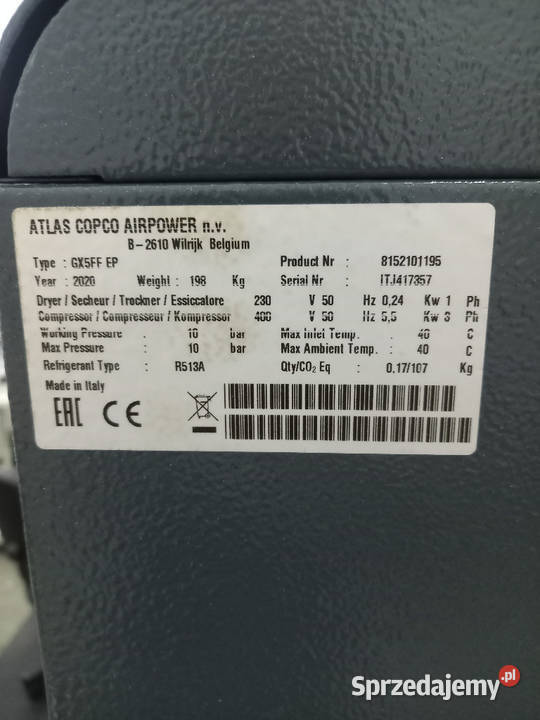 ATLAS COPCO AIRPOWER n.v.
B-2610 Wilrijk Belgium
Type : GX5FF EP Product Nr : 8152101195
Year : 2020 Weight : 198 Kg Serial Nr : ITJ417357
Dryer / Secheur / Trockner / Essiccatore 230 V 50 Hz 0,24 Kw 1 Ph
Compressor / Compresseur / Kompressor 400 V 50 Hz 5,5 Kw 3 Ph
Working Pressure : 10 bar Max Inlet Temp. : 40 C
Max Pressure : 10 bar Max Ambient Temp. : 40 C
Refrigerant Type : R513A Qty/CO₂ Eq : 0,17/107 Kg
Made in Italy
EAC CE
Sprzedajemy.pl